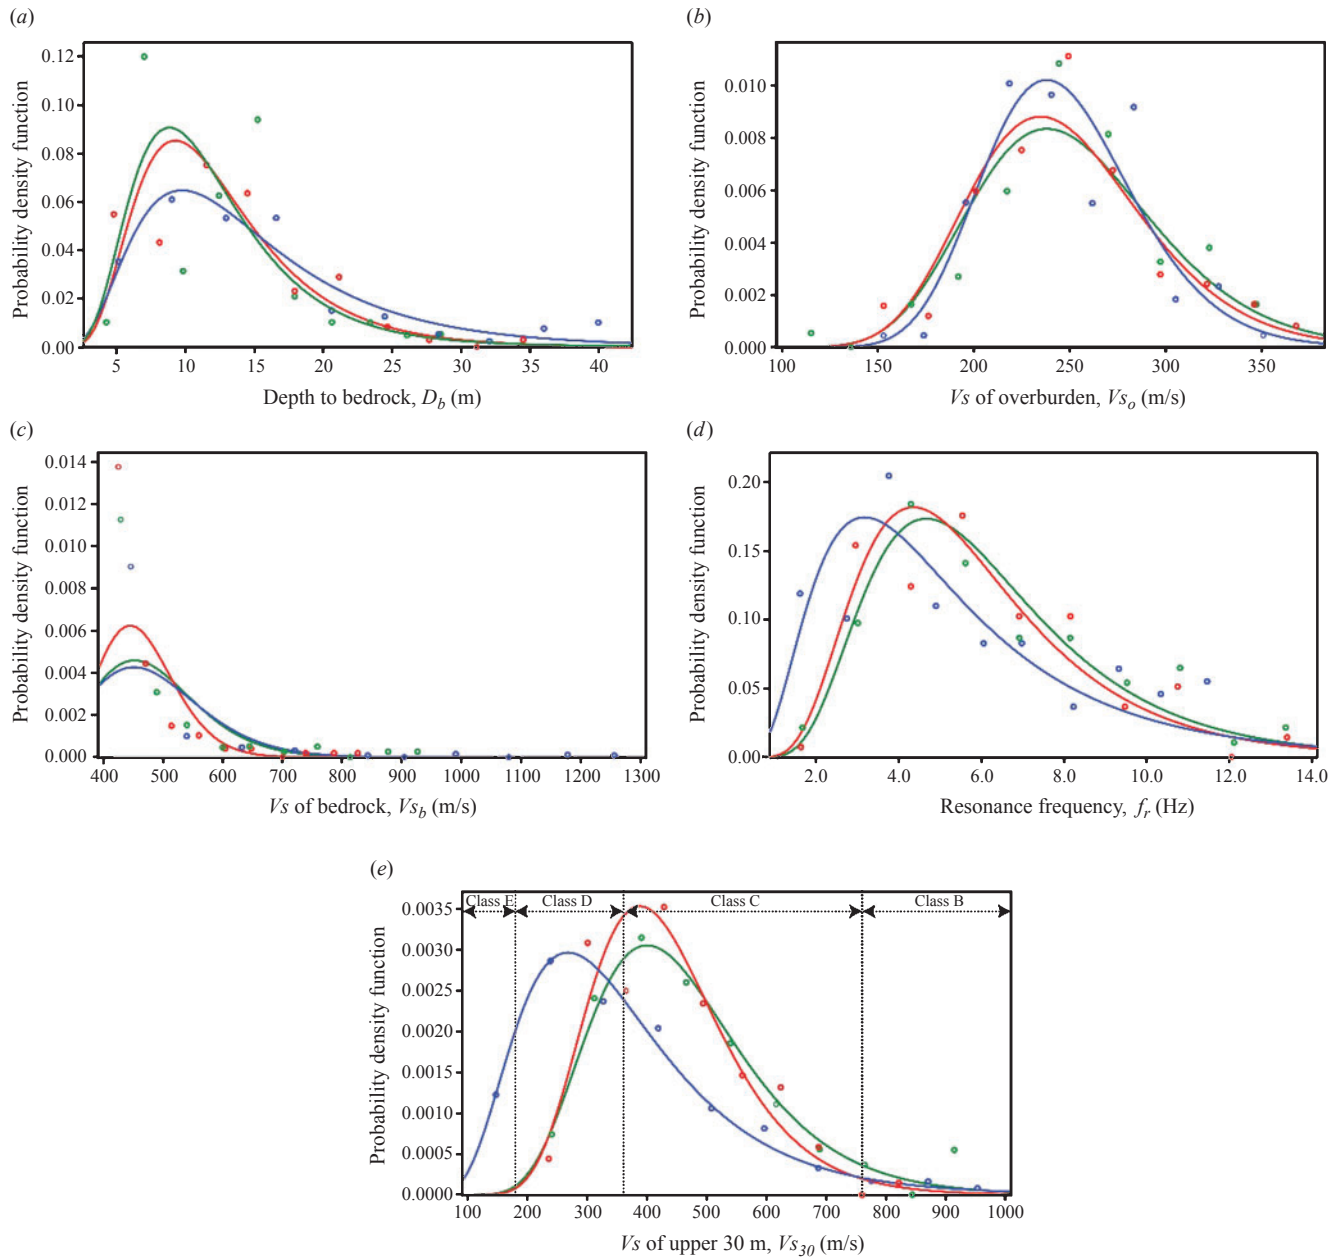 (a)
Probability density function
0.12
0.10
0.08
0.06
0.04
0.02
0.00
5 10 15 20 25 30 35 40
Depth to bedrock, D_b (m)
(b)
Probability density function
0.010
0.008
0.006
0.004
0.002
0.000
100 150 200 250 300 350
Vs of overburden, Vs_o (m/s)
(c)
Probability density function
0.014
0.012
0.010
0.008
0.006
0.004
0.002
0.000
400 500 600 700 800 900 1000 1100 1200 1300
Vs of bedrock, Vs_b (m/s)
(d)
Probability density function
0.20
0.15
0.10
0.05
0.00
2.0 4.0 6.0 8.0 10.0 12.0 14.0
Resonance frequency, f_r (Hz)
(e)
Class E Class D Class C Class B
Probability density function
0.0035
0.0030
0.0025
0.0020
0.0015
0.0010
0.0005
0.0000
100 200 300 400 500 600 700 800 900 1000
Vs of upper 30 m, Vs_30 (m/s)